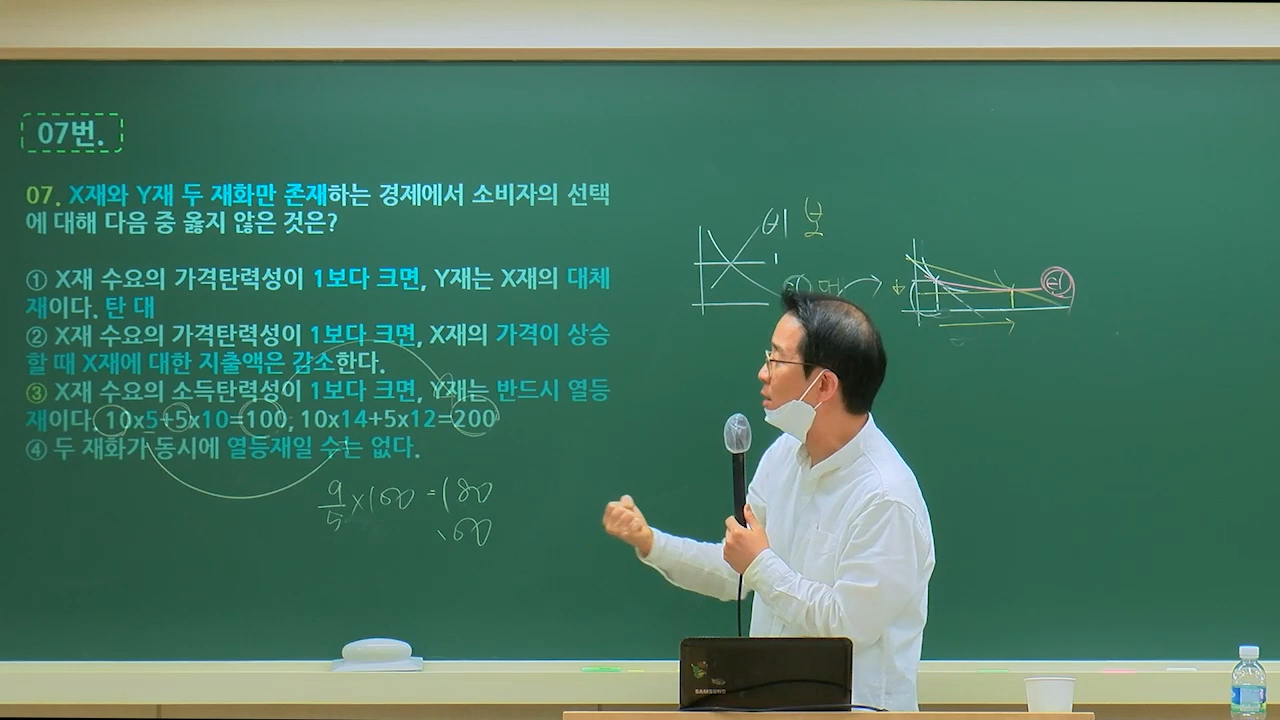 07번.
07. X재와 Y재 두 재화만 존재하는 경제에서 소비자의 선택
에 대해 다음 중 옳지 않은 것은?
① X재 수요의 가격탄력성이 1보다 크면, Y재는 X재의 대체
재이다. 탄 대
② X재 수요의 가격탄력성이 1보다 크면, X재의 가격이 상승
할 때 X재에 대한 지출액은 감소한다.
③ X재 수요의 소득탄력성이 1보다 크면, Y재는 반드시 열등
재이다. 10x5+5x10=100, 10x14+5x12=200
④ 두 재화가 동시에 열등재일 수는 없다.
9/5 x100 =180
비 보
1
대
SAMSUNG